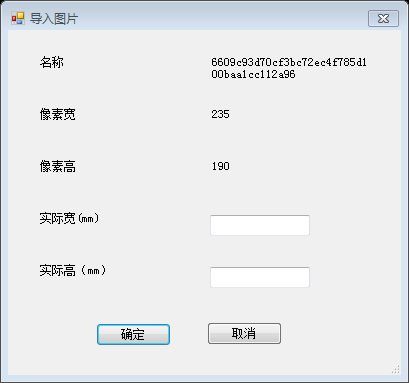 导入图片
名称
6609c93d70cf3bc72ec4f785d1
00baa1cc112a96
像素宽
235
像素高
190
实际宽(mm)
实际高（mm）
确定
取消